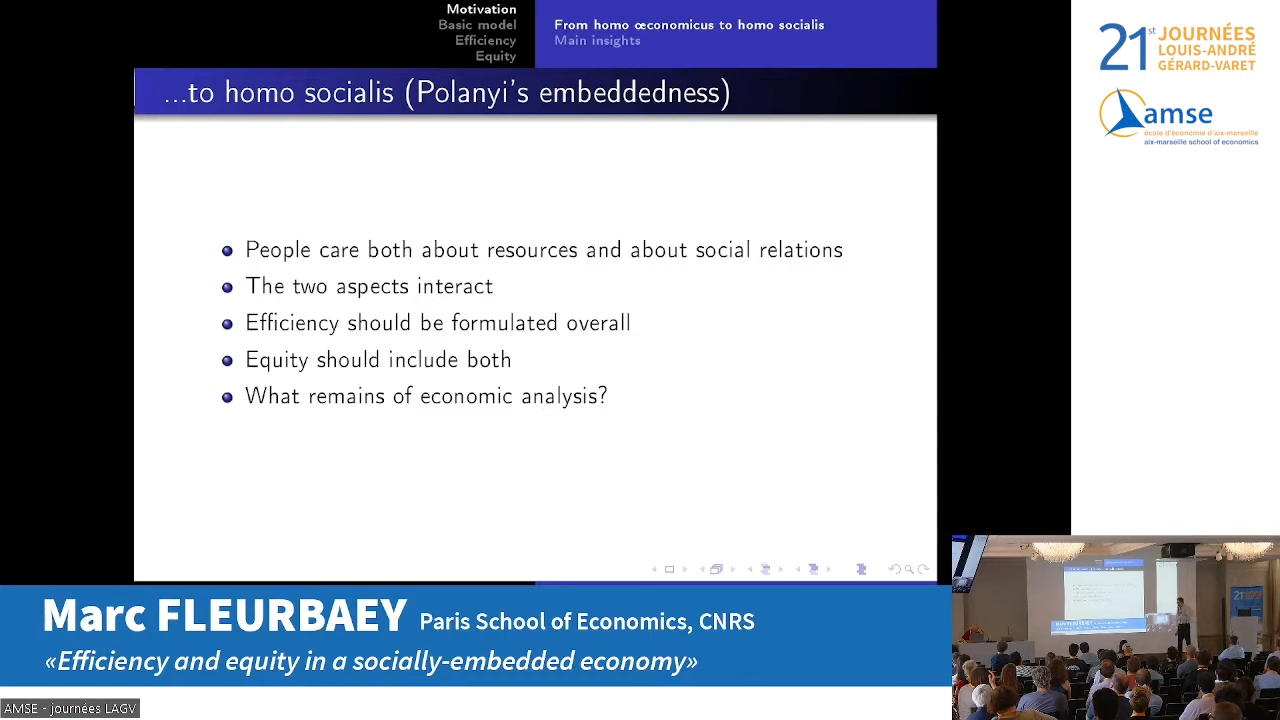 Motivation
Basic model
Efficiency
Equity
From homo œconomicus to homo socialis
Main insights
...to homo socialis (Polanyi's embeddedness)
People care both about resources and about social relations
The two aspects interact
Efficiency should be formulated overall
Equity should include both
What remains of economic analysis?
21st JOURNÉES
LOUIS-ANDRÉ
GÉRARD-VARET
amse
école d'économie d'aix-marseille
aix-marseille school of economics
Marc FLEURBAEY Paris School of Economics, CNRS
«Efficiency and equity in a socially-embedded economy»
AMSE - journées LAGV